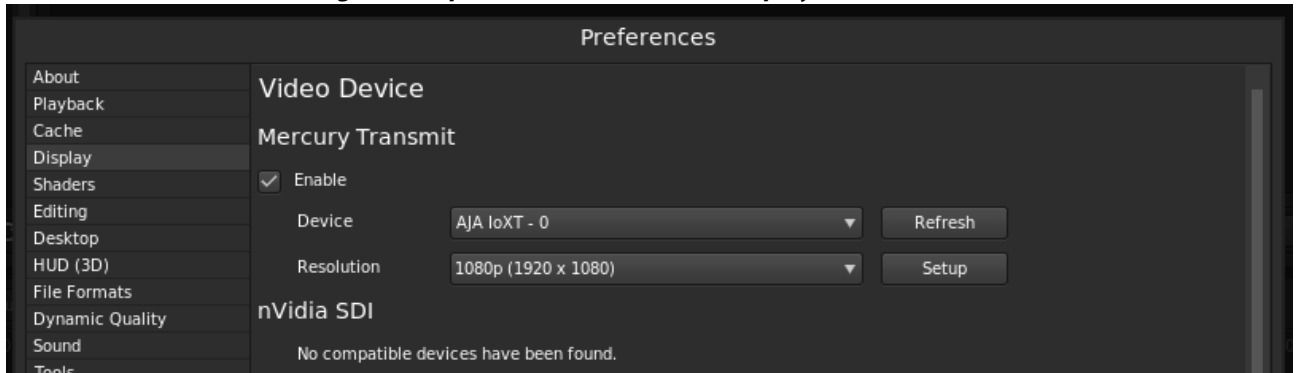 Preferences
About
Playback
Cache
Display
Shaders
Editing
Desktop
HUD (3D)
File Formats
Dynamic Quality
Sound
Tools
Video Device
Mercury Transmit
Enable
Device AJA IoXT - 0 Refresh
Resolution 1080p (1920 x 1080) Setup
nVidia SDI
No compatible devices have been found.